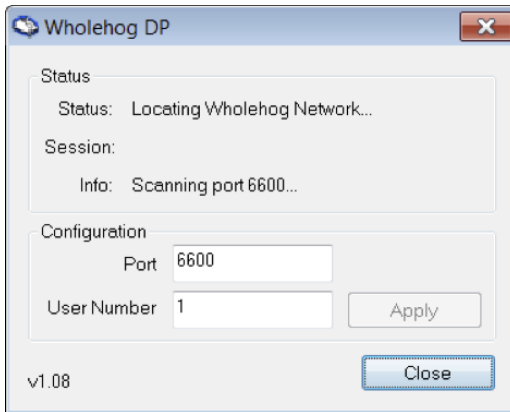 Wholehog DP
Status
Status: Locating Wholehog Network...
Session:
Info: Scanning port 6600...
Configuration
Port 6600
User Number 1 Apply
v1.08 Close